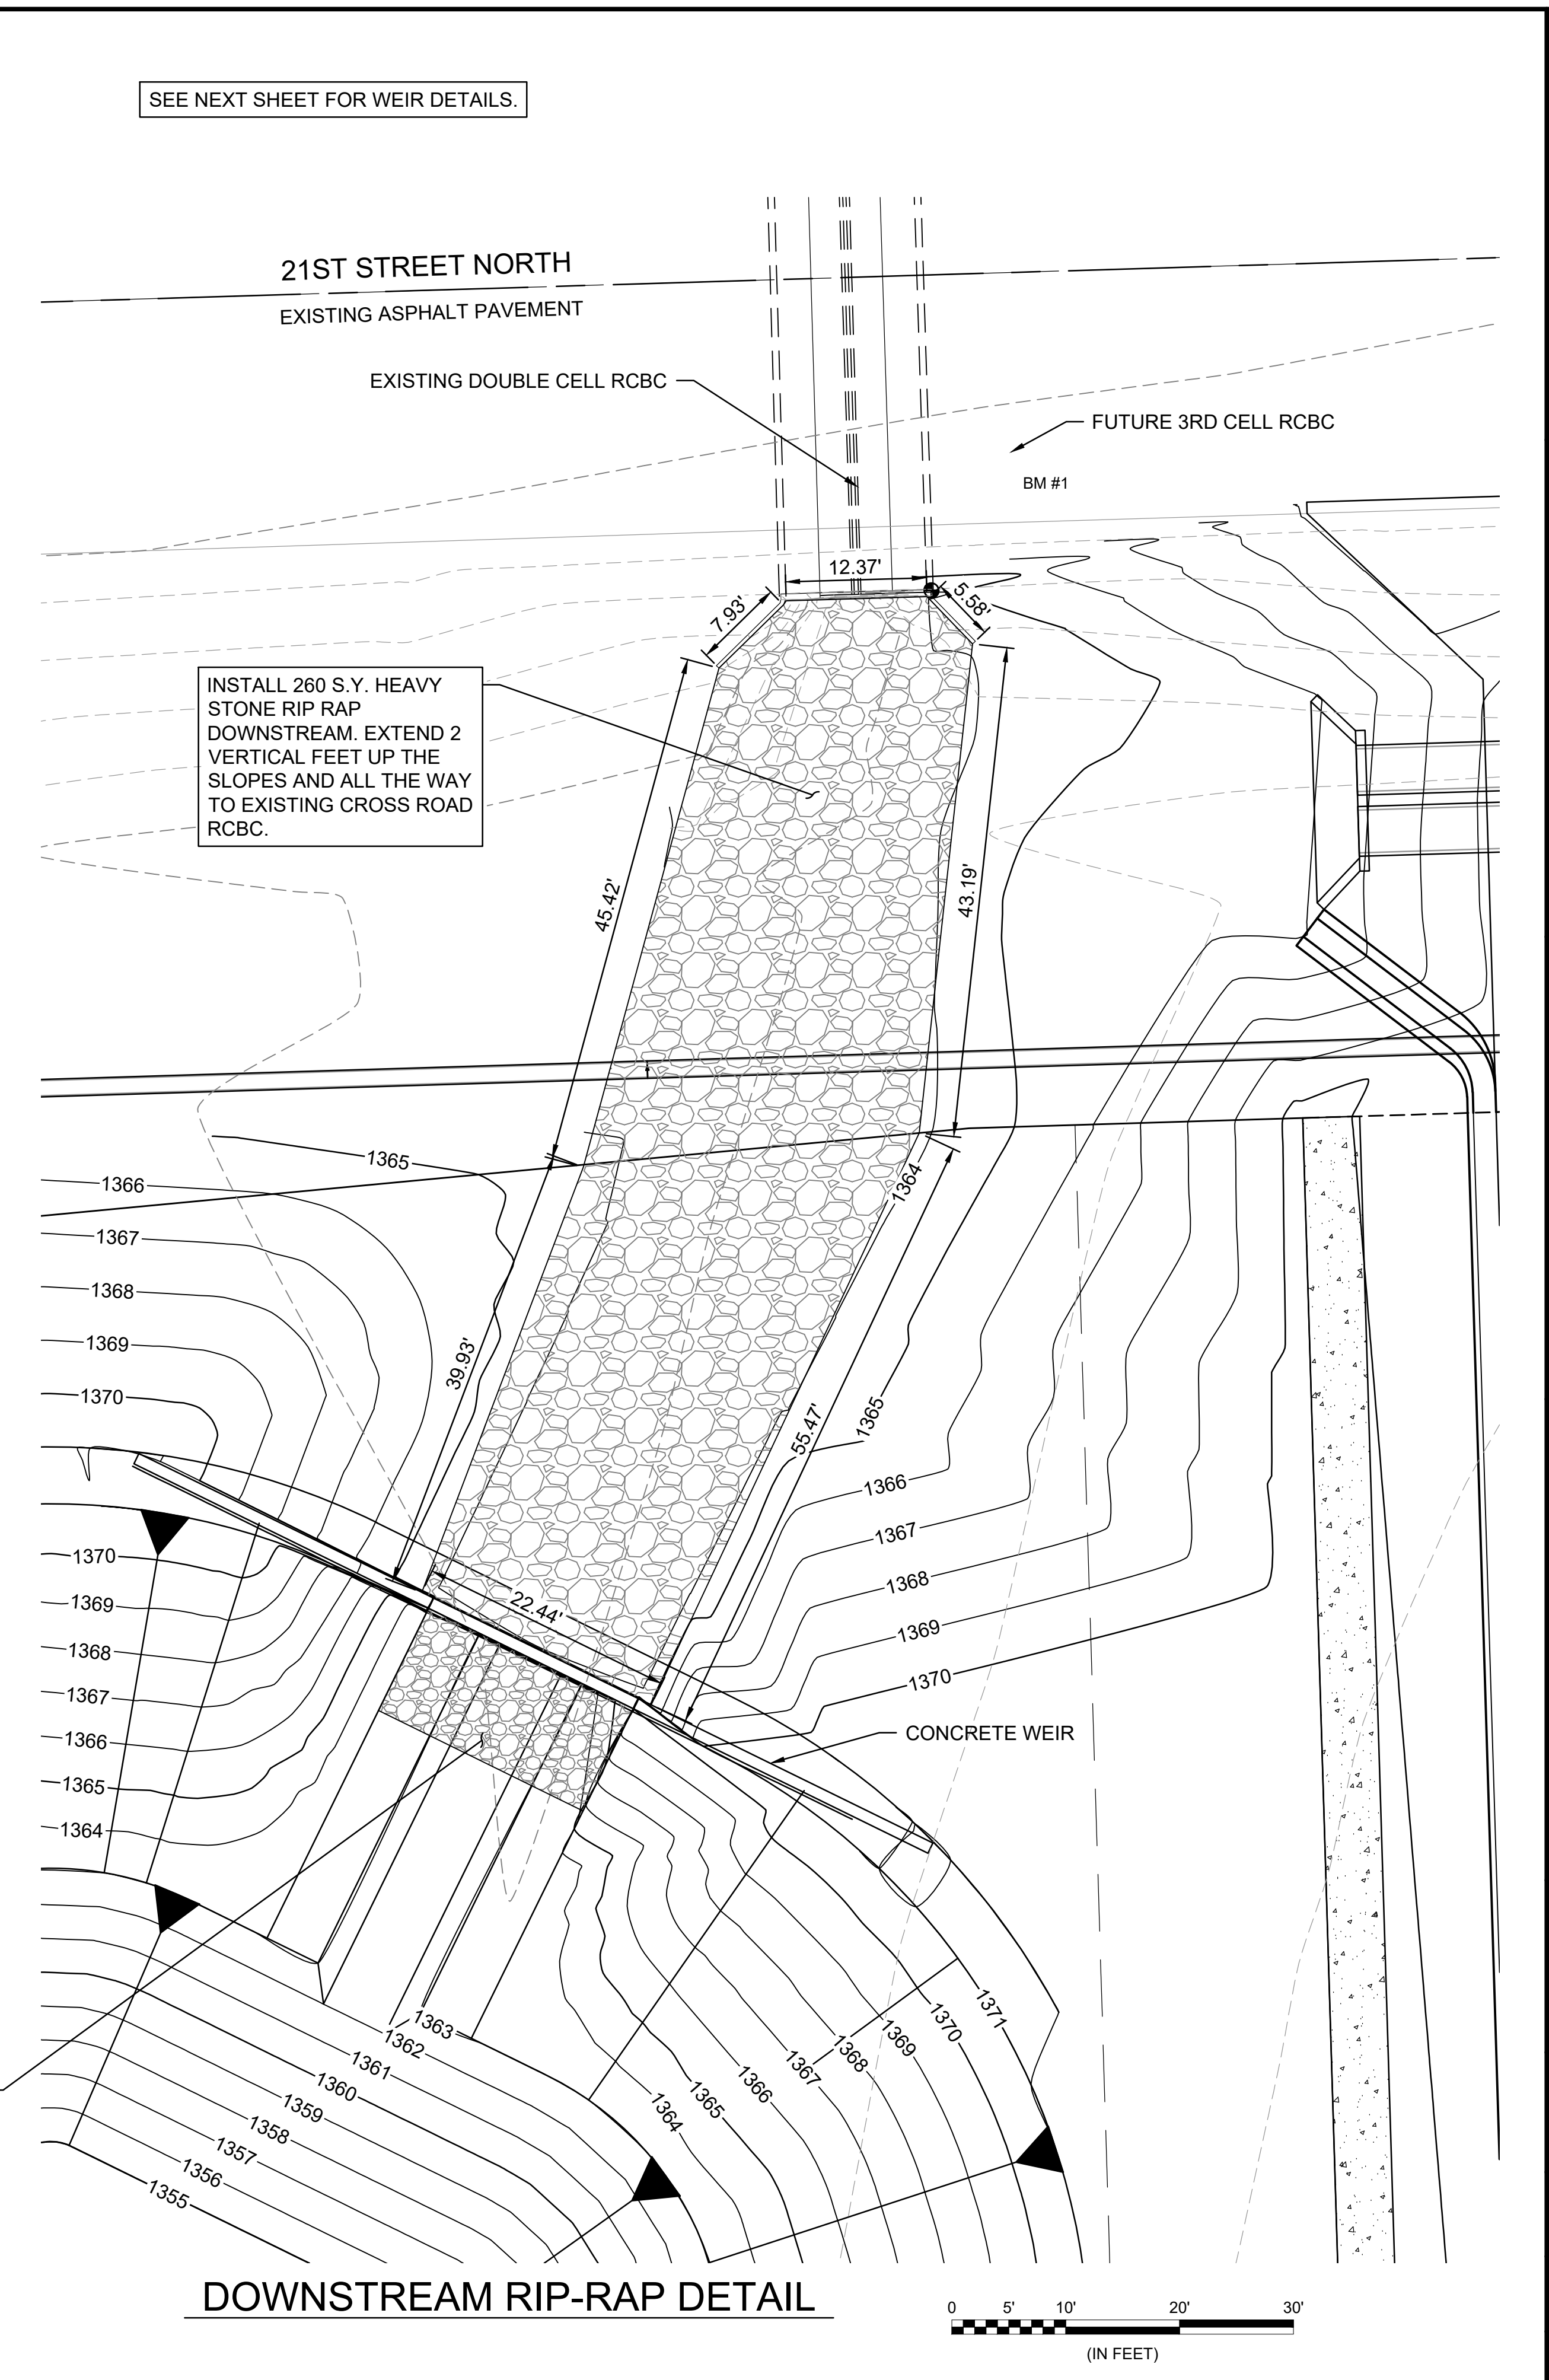 SEE NEXT SHEET FOR WEIR DETAILS.
21ST STREET NORTH
EXISTING ASPHALT PAVEMENT
EXISTING DOUBLE CELL RCBC
FUTURE 3RD CELL RCBC
BM #1
12.37'
7.93'
5.58'
INSTALL 260 S.Y. HEAVY
STONE RIP RAP
DOWNSTREAM. EXTEND 2
VERTICAL FEET UP THE
SLOPES AND ALL THE WAY
TO EXISTING CROSS ROAD
RCBC.
45.42'
43.19'
1365
1366
1367
1368
1369
1370
1364
39.93'
55.47'
1365
1366
1367
1368
1369
1370
22.44'
1370
1369
1368
1367
1366
1365
1364
CONCRETE WEIR
1363
1362
1361
1360
1359
1358
1357
1356
1355
1364
1365
1366
1367
1368
1369
1370
1371
DOWNSTREAM RIP-RAP DETAIL
0 5' 10' 20' 30'
(IN FEET)